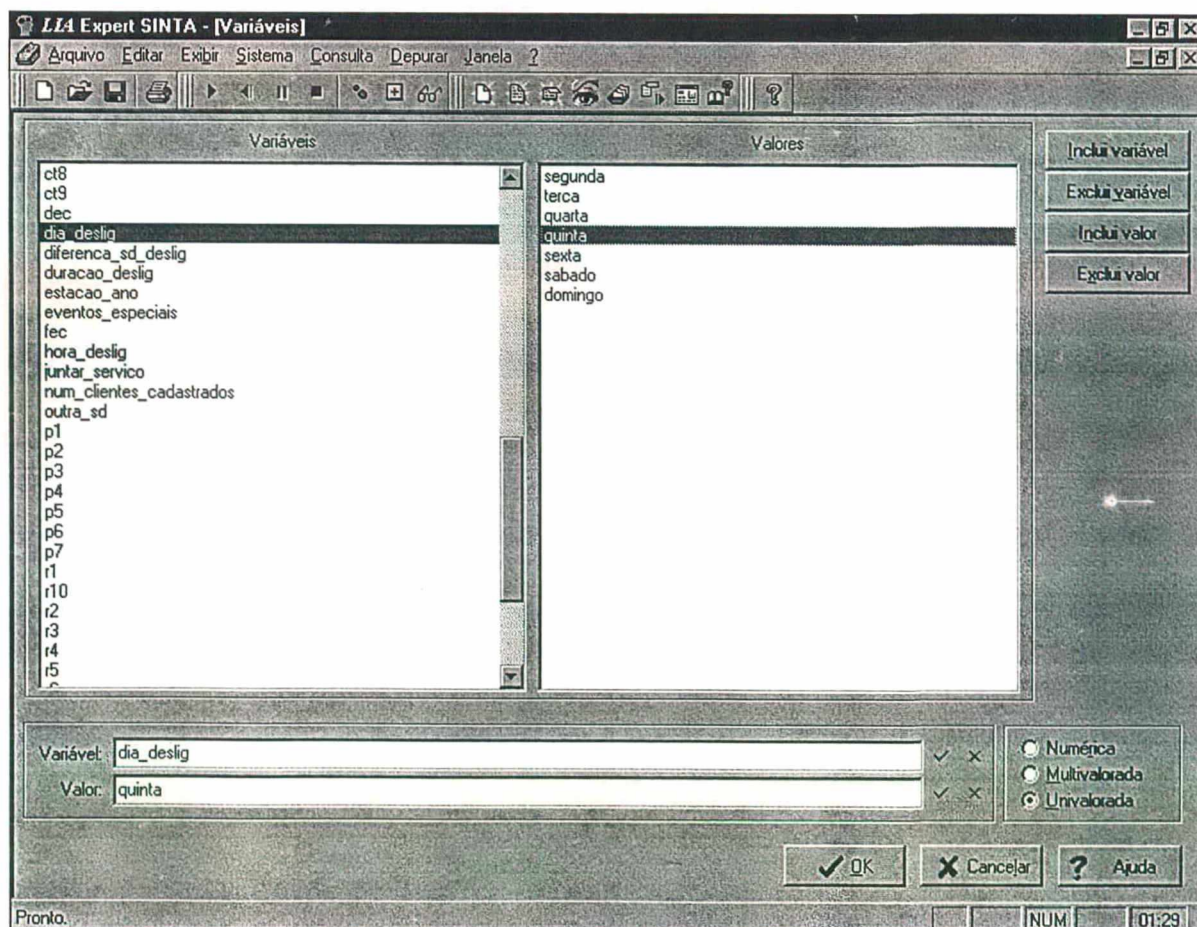 LIA Expert SINTA - [Variáveis]
Arquivo Editar Exibir Sistema Consulta Depurar Janela ?
Variáveis
ct8
ct9
dec
dia_deslig
diferenca_sd_deslig
duracao_deslig
estacao_ano
eventos_especiais
fec
hora_deslig
juntar_servico
num_clientes_cadastrados
outra_sd
p1
p2
p3
p4
p5
p6
p7
r1
r10
r2
r3
r4
r5
Valores
segunda
terca
quarta
quinta
sexta
sabado
domingo
Inclui variável
Exclui variável
Inclui valor
Exclui valor
Variável: dia_deslig
Valor: quinta
Numérica
Multivalorada
Univalorada
OK
Cancelar
Ajuda
Pronto.
NUM
01:29